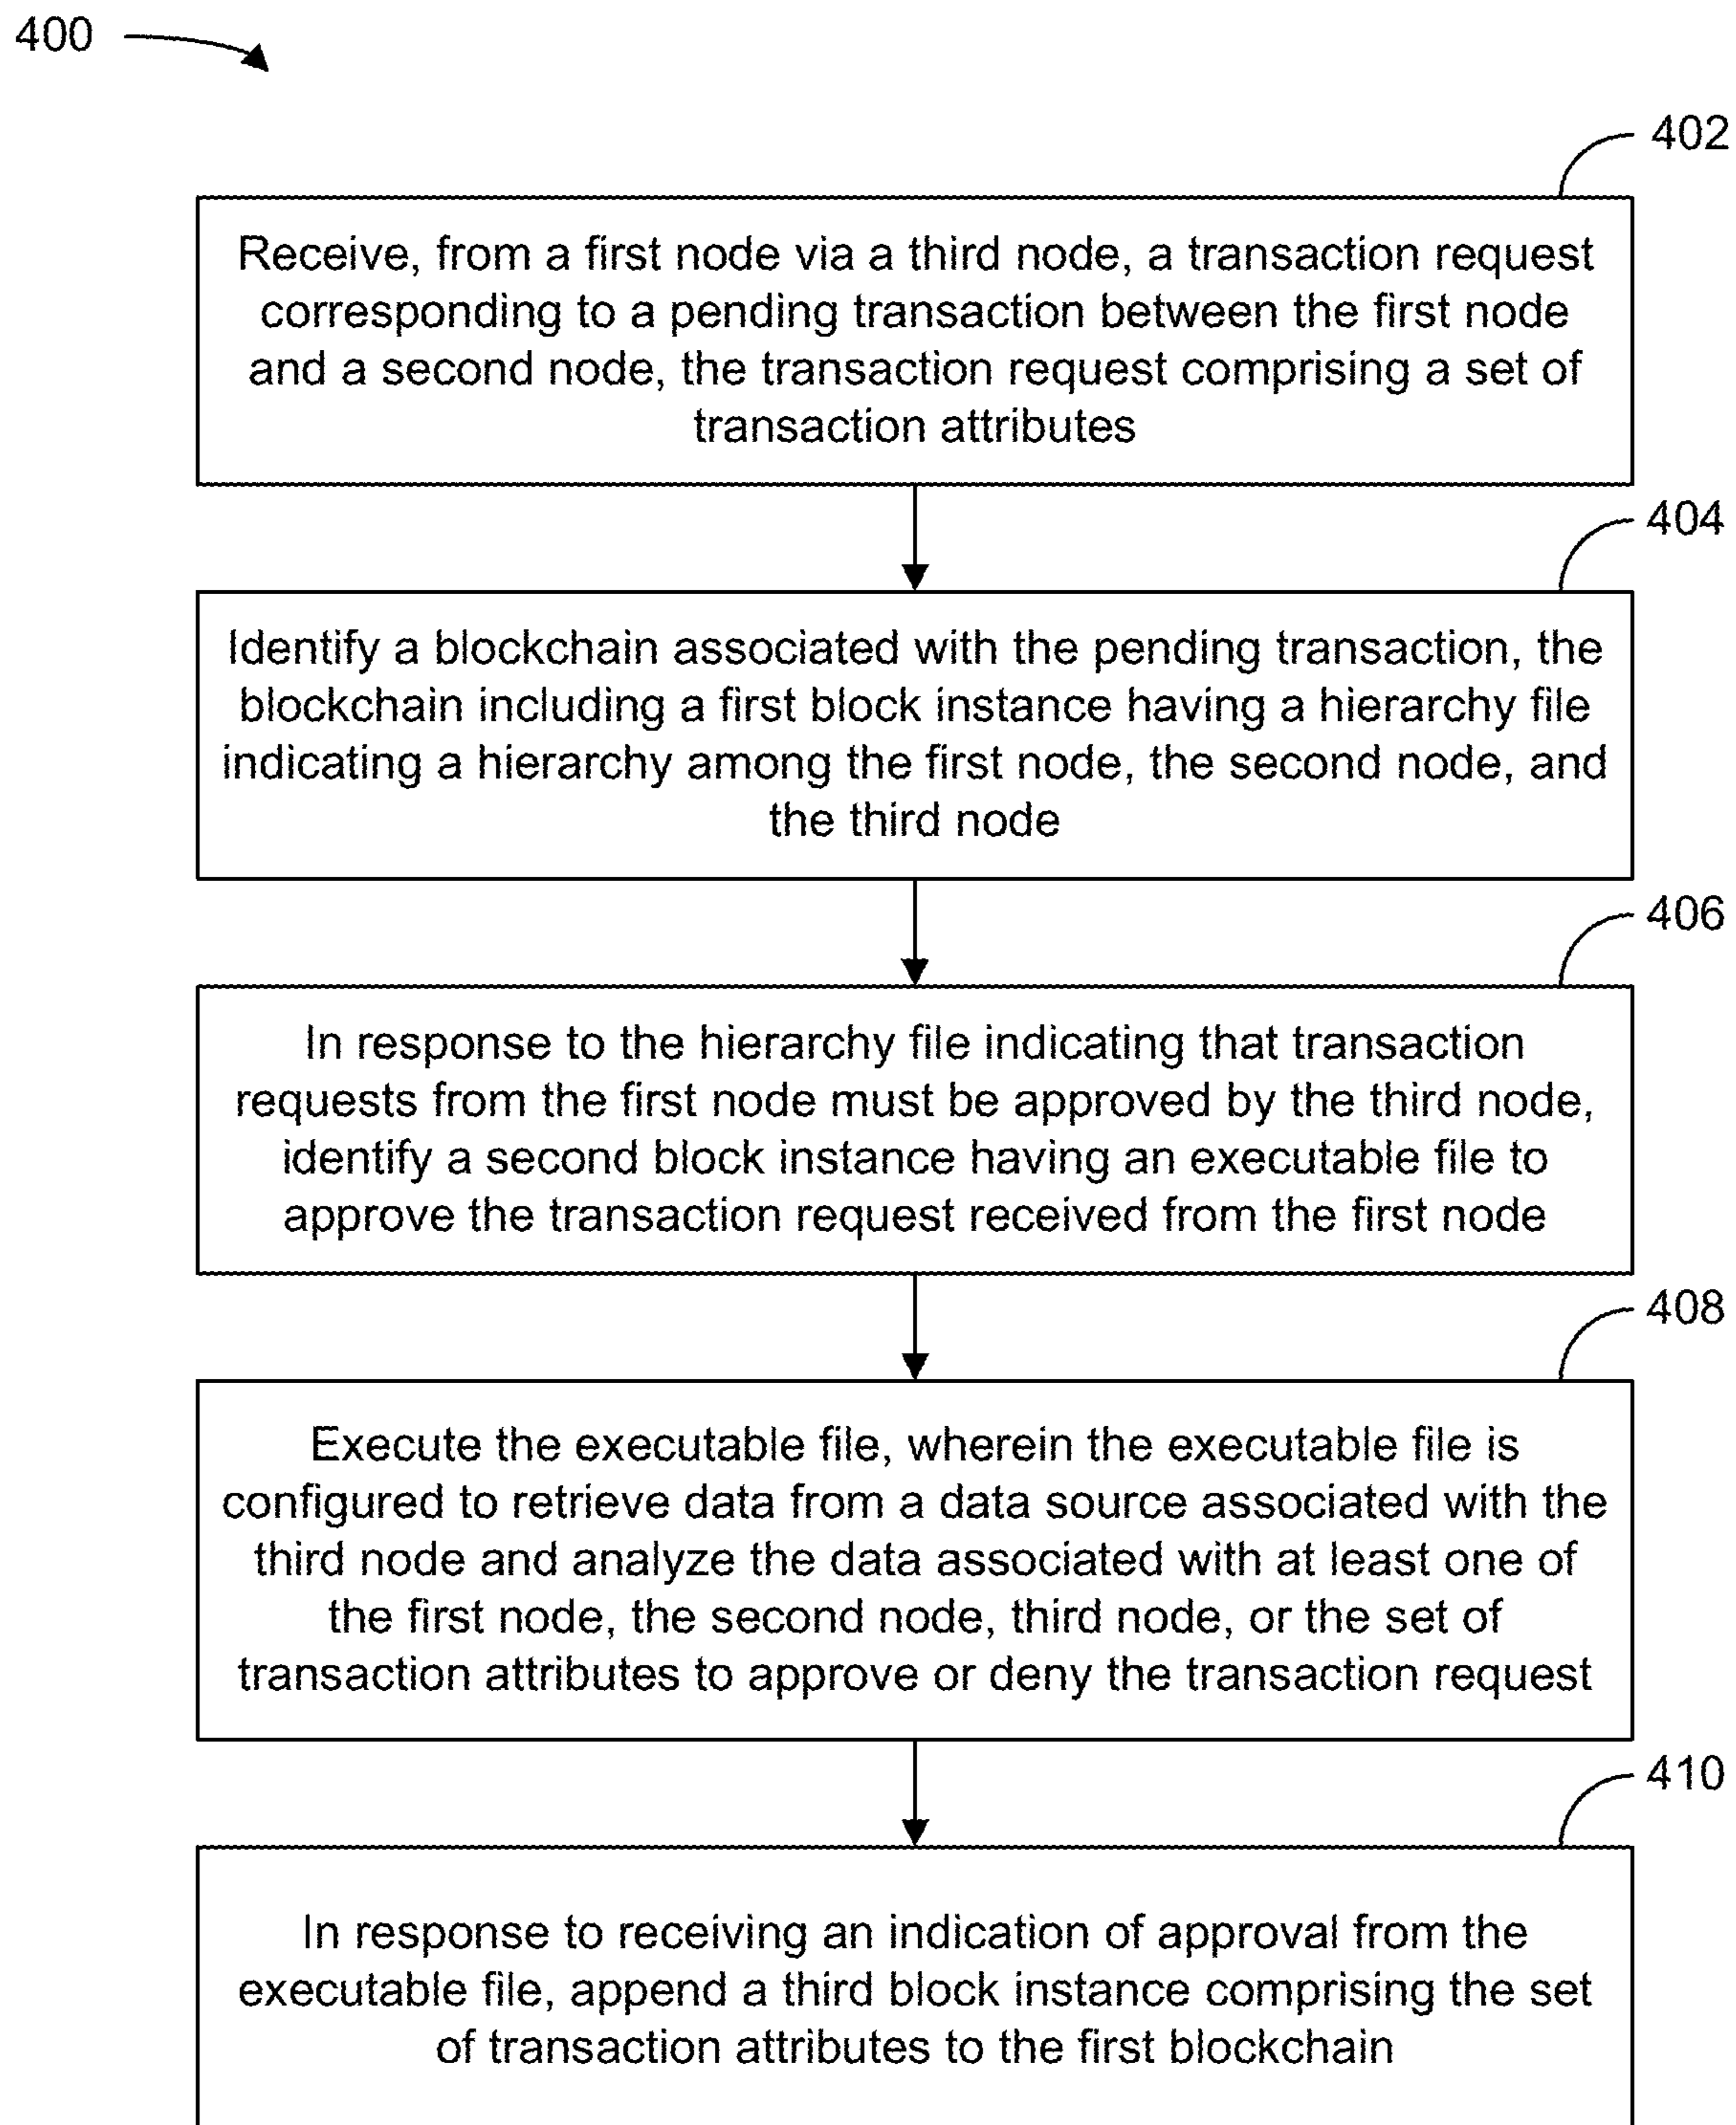 400
402
Receive, from a first node via a third node, a transaction request
corresponding to a pending transaction between the first node
and a second node, the transaction request comprising a set of
transaction attributes
404
Identify a blockchain associated with the pending transaction, the
blockchain including a first block instance having a hierarchy file
indicating a hierarchy among the first node, the second node, and
the third node
406
In response to the hierarchy file indicating that transaction
requests from the first node must be approved by the third node,
identify a second block instance having an executable file to
approve the transaction request received from the first node
408
Execute the executable file, wherein the executable file is
configured to retrieve data from a data source associated with the
third node and analyze the data associated with at least one of
the first node, the second node, third node, or the set of
transaction attributes to approve or deny the transaction request
410
In response to receiving an indication of approval from the
executable file, append a third block instance comprising the set
of transaction attributes to the first blockchain